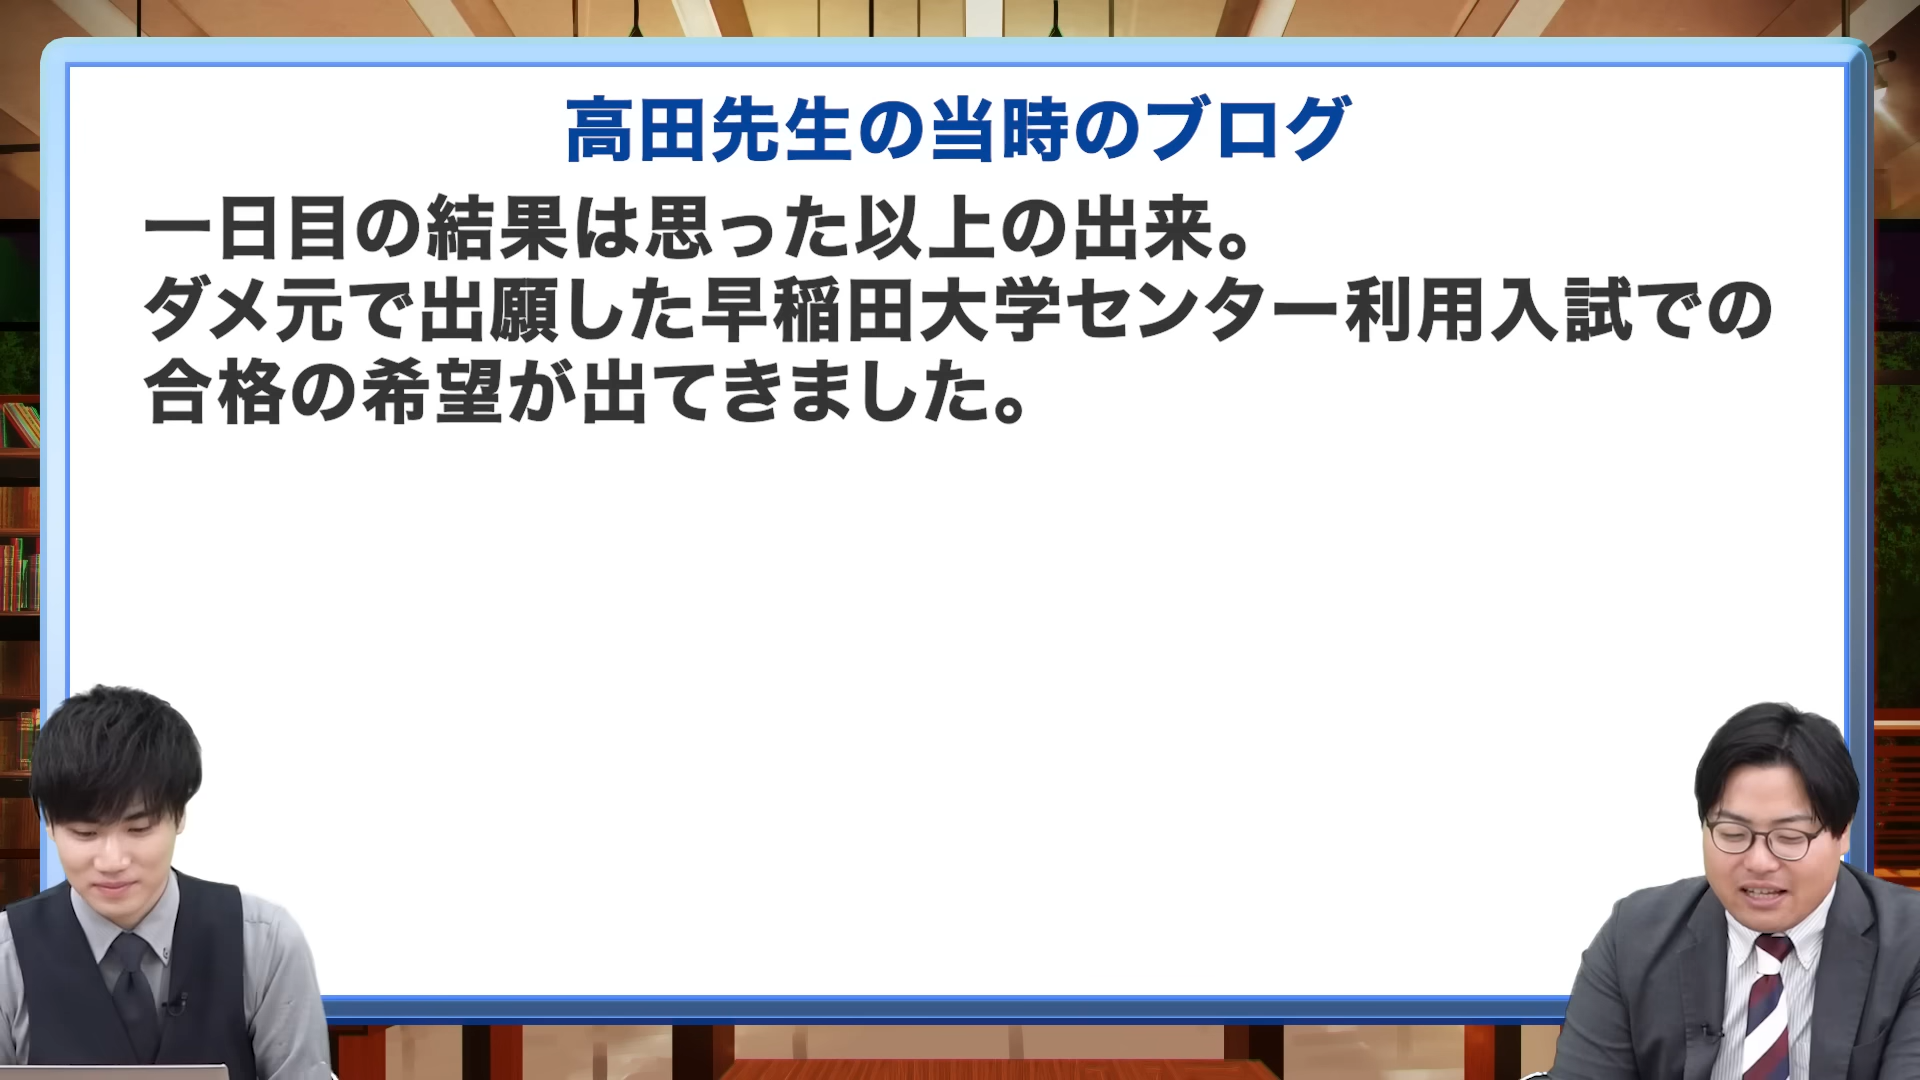 高田先生の当時のブログ
一日目の結果は思った以上の出来。
ダメ元で出願した早稲田大学センター利用入試での
合格の希望が出てきました。